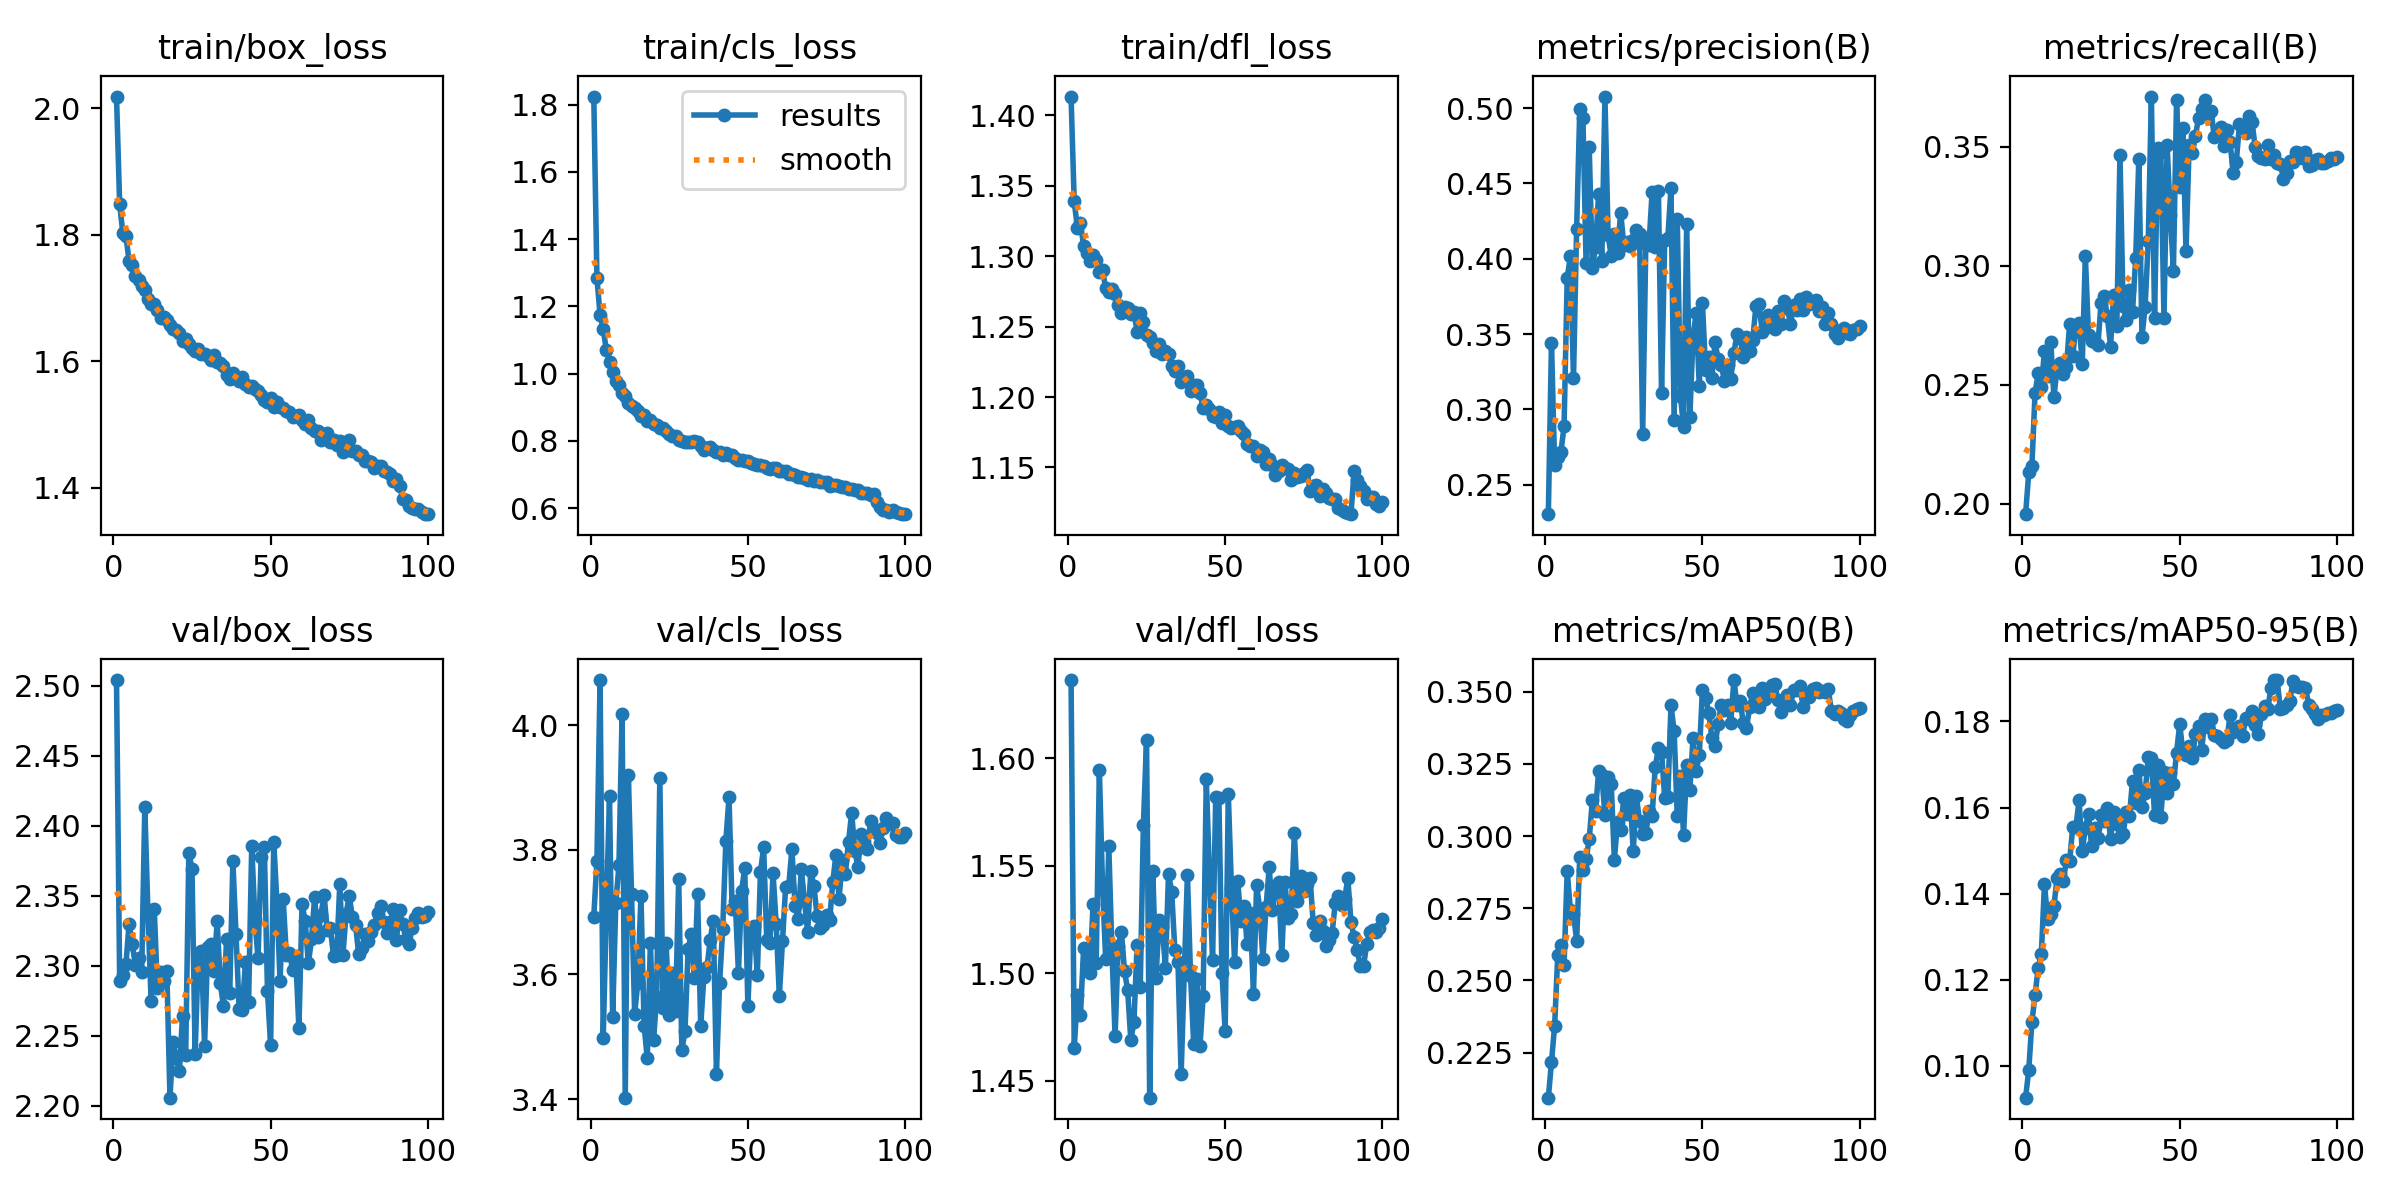 train/box_loss
2.0
1.8
1.6
1.4
0 50 100
train/cls_loss
results
smooth
1.8
1.6
1.4
1.2
1.0
0.8
0.6
0 50 100
train/dfl_loss
1.40
1.35
1.30
1.25
1.20
1.15
0 50 100
metrics/precision(B)
0.50
0.45
0.40
0.35
0.30
0.25
0 50 100
metrics/recall(B)
0.35
0.30
0.25
0.20
0 50 100
val/box_loss
2.50
2.45
2.40
2.35
2.30
2.25
2.20
0 50 100
val/cls_loss
4.0
3.8
3.6
3.4
0 50 100
val/dfl_loss
1.60
1.55
1.50
1.45
0 50 100
metrics/mAP50(B)
0.350
0.325
0.300
0.275
0.250
0.225
0 50 100
metrics/mAP50-95(B)
0.18
0.16
0.14
0.12
0.10
0 50 100